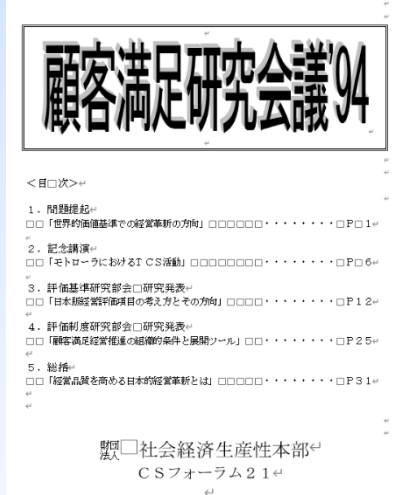 顧客満足研究会議'94
<目□次>
1．問題提起
□□「世界的価値基準での経営革新の方向」□□□□□□・・・・・・・・□P□1
2．記念講演
□□「モトローラにおけるTCS活動」□□□□□□□□・・・・・・・・□P□6
3．評価基準研究部会□研究発表
□□「日本版経営評価項目の考え方とその方向」□□□□・・・・・・・・□P12
4．評価制度研究部会□研究発表
□□「顧客満足経営推進の組織的条件と展開ツール」□□・・・・・・・・□P25
5．総括
□□「経営品質を高める日本的経営革新とは」□□□□□・・・・・・・・□P31
財団法人□社会経済生産性本部
CSフォーラム21